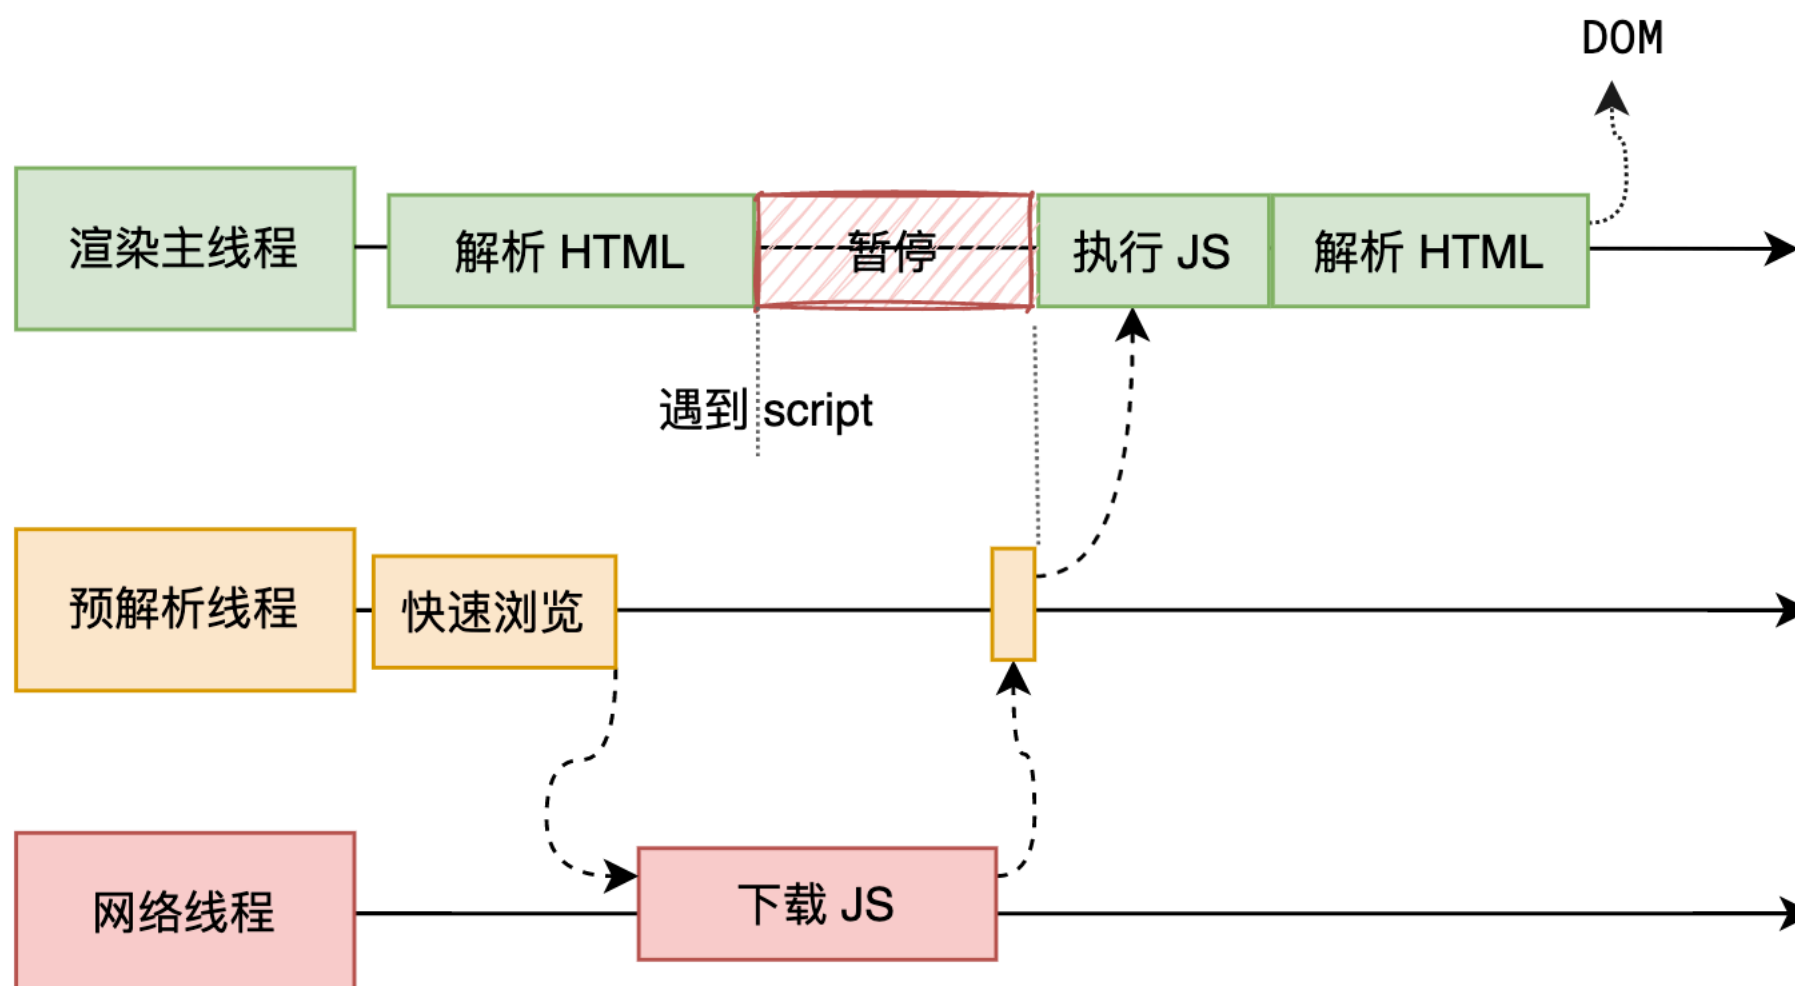 DOM
渲染主线程
解析 HTML
暂停
执行 JS
解析 HTML
遇到 script
预解析线程
快速浏览
网络线程
下载 JS